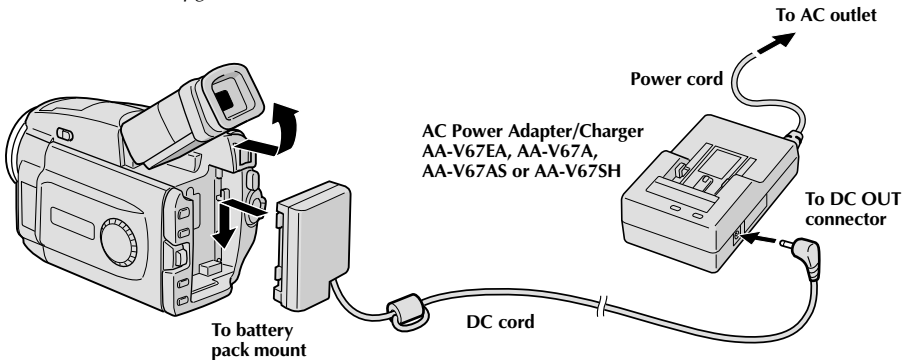 To AC outlet
Power cord
AC Power Adapter/Charger
AA-V67EA, AA-V67A,
AA-V67AS or AA-V67SH
To DC OUT
connector
DC cord
To battery
pack mount